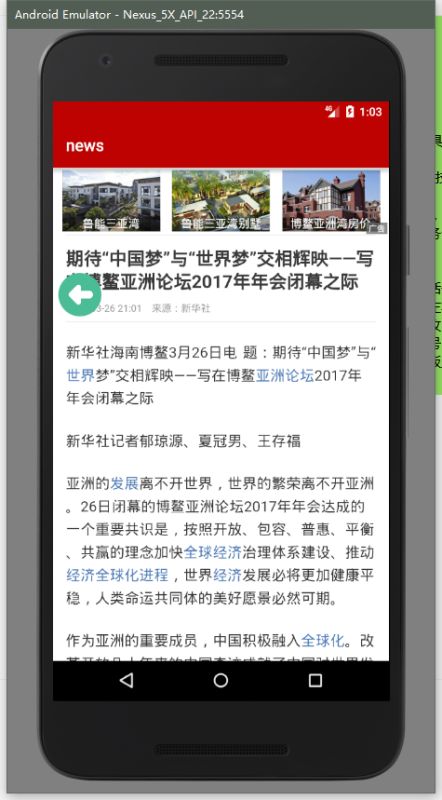 Android Emulator - Nexus_5X_API_22:5554
4G
1:03
news
鲁能三亚湾
鲁能三亚湾别墅
博鳌亚洲湾房价
广告
期待“中国梦”与“世界梦”交相辉映——写
博鳌亚洲论坛2017年年会闭幕之际
3-26 21:01 来源：新华社
新华社海南博鳌3月26日电 题：期待“中国梦”与“
世界梦”交相辉映——写在博鳌亚洲论坛2017年
年会闭幕之际
新华社记者郁琼源、夏冠男、王存福
亚洲的发展离不开世界，世界的繁荣离不开亚洲
。26日闭幕的博鳌亚洲论坛2017年年会达成的
一个重要共识是，按照开放、包容、普惠、平衡
、共赢的理念加快全球经济治理体系建设、推动
经济全球化进程，世界经济发展必将更加健康平
稳，人类命运共同体的美好愿景必然可期。
作为亚洲的重要成员，中国积极融入全球化。改